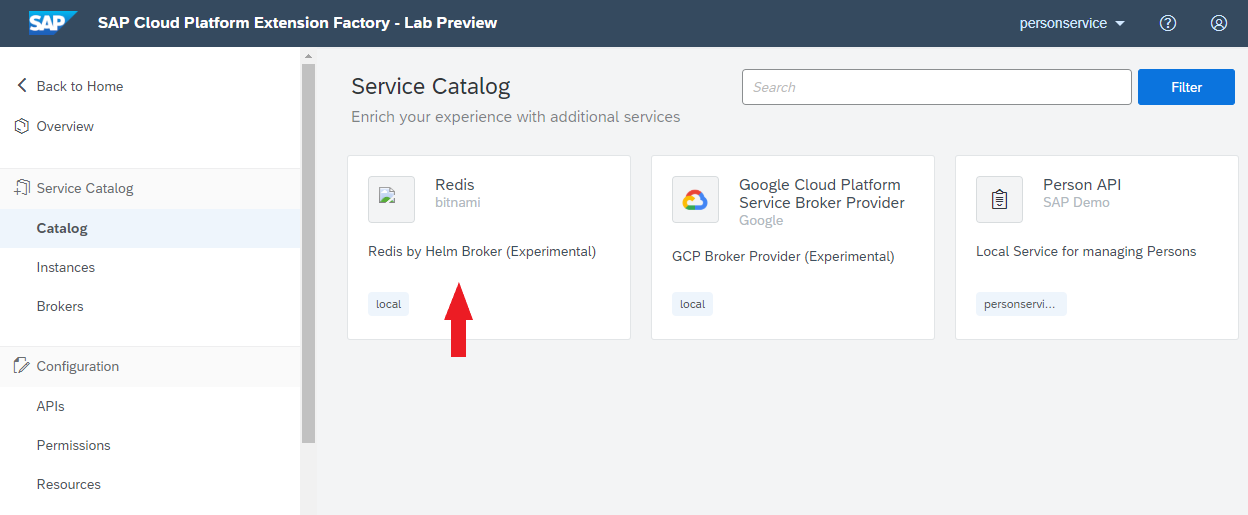 SAP SAP Cloud Platform Extension Factory - Lab Preview personservice
Back to Home
Overview
Service Catalog
Catalog
Instances
Brokers
Configuration
APIs
Permissions
Resources
Service Catalog
Enrich your experience with additional services
Search
Filter
Redis
bitnami
Redis by Helm Broker (Experimental)
local
Google Cloud Platform
Service Broker Provider
Google
GCP Broker Provider (Experimental)
local
Person API
SAP Demo
Local Service for managing Persons
personservi...